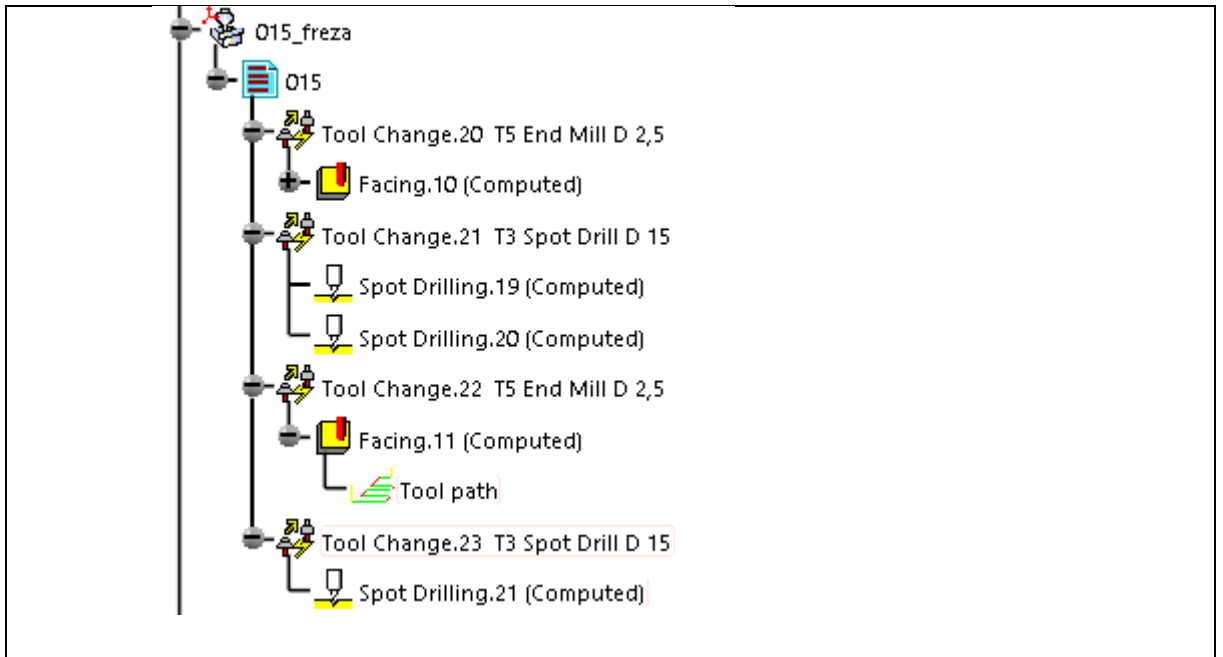 O15_freza
O15
Tool Change.20 T5 End Mill D 2,5
Facing.10 (Computed)
Tool Change.21 T3 Spot Drill D 15
Spot Drilling.19 (Computed)
Spot Drilling.20 (Computed)
Tool Change.22 T5 End Mill D 2,5
Facing.11 (Computed)
Tool path
Tool Change.23 T3 Spot Drill D 15
Spot Drilling.21 (Computed)